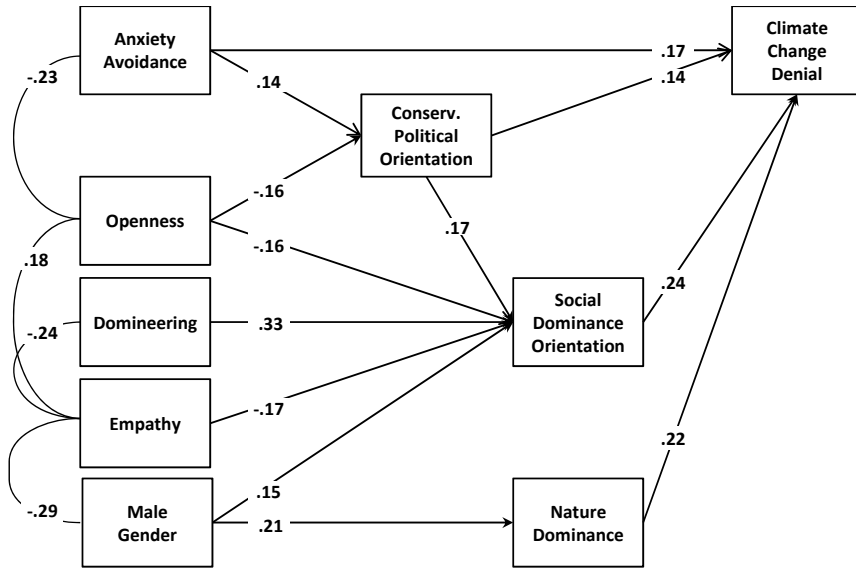 Anxiety
Avoidance
Climate
Change
Denial
-.23
.17
.14
.14
Conserv.
Political
Orientation
-.16
Openness
.17
-.16
.18
.24
Social
Dominance
Orientation
Domineering
.33
-.24
Empathy
-.17
.22
.15
Male
Gender
-.29
.21
Nature
Dominance